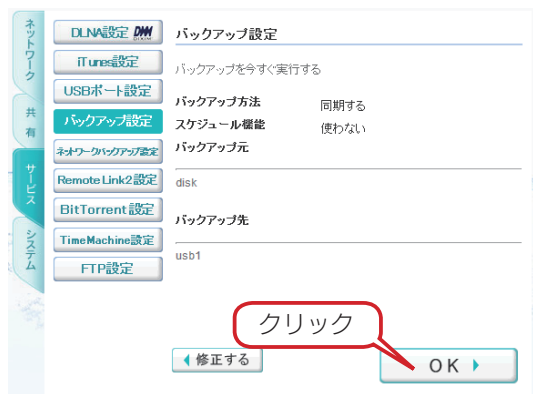 ネットワーク
共有
サービス
システム
DLNA設定
iTunes設定
USBポート設定
バックアップ設定
ネットワークバックアップ設定
Remote Link2設定
BitTorrent設定
TimeMachine設定
FTP設定
バックアップ設定
バックアップを今すぐ実行する
バックアップ方法 同期する
スケジュール機能 使わない
バックアップ元
disk
バックアップ先
usb1
クリック
修正する
OK